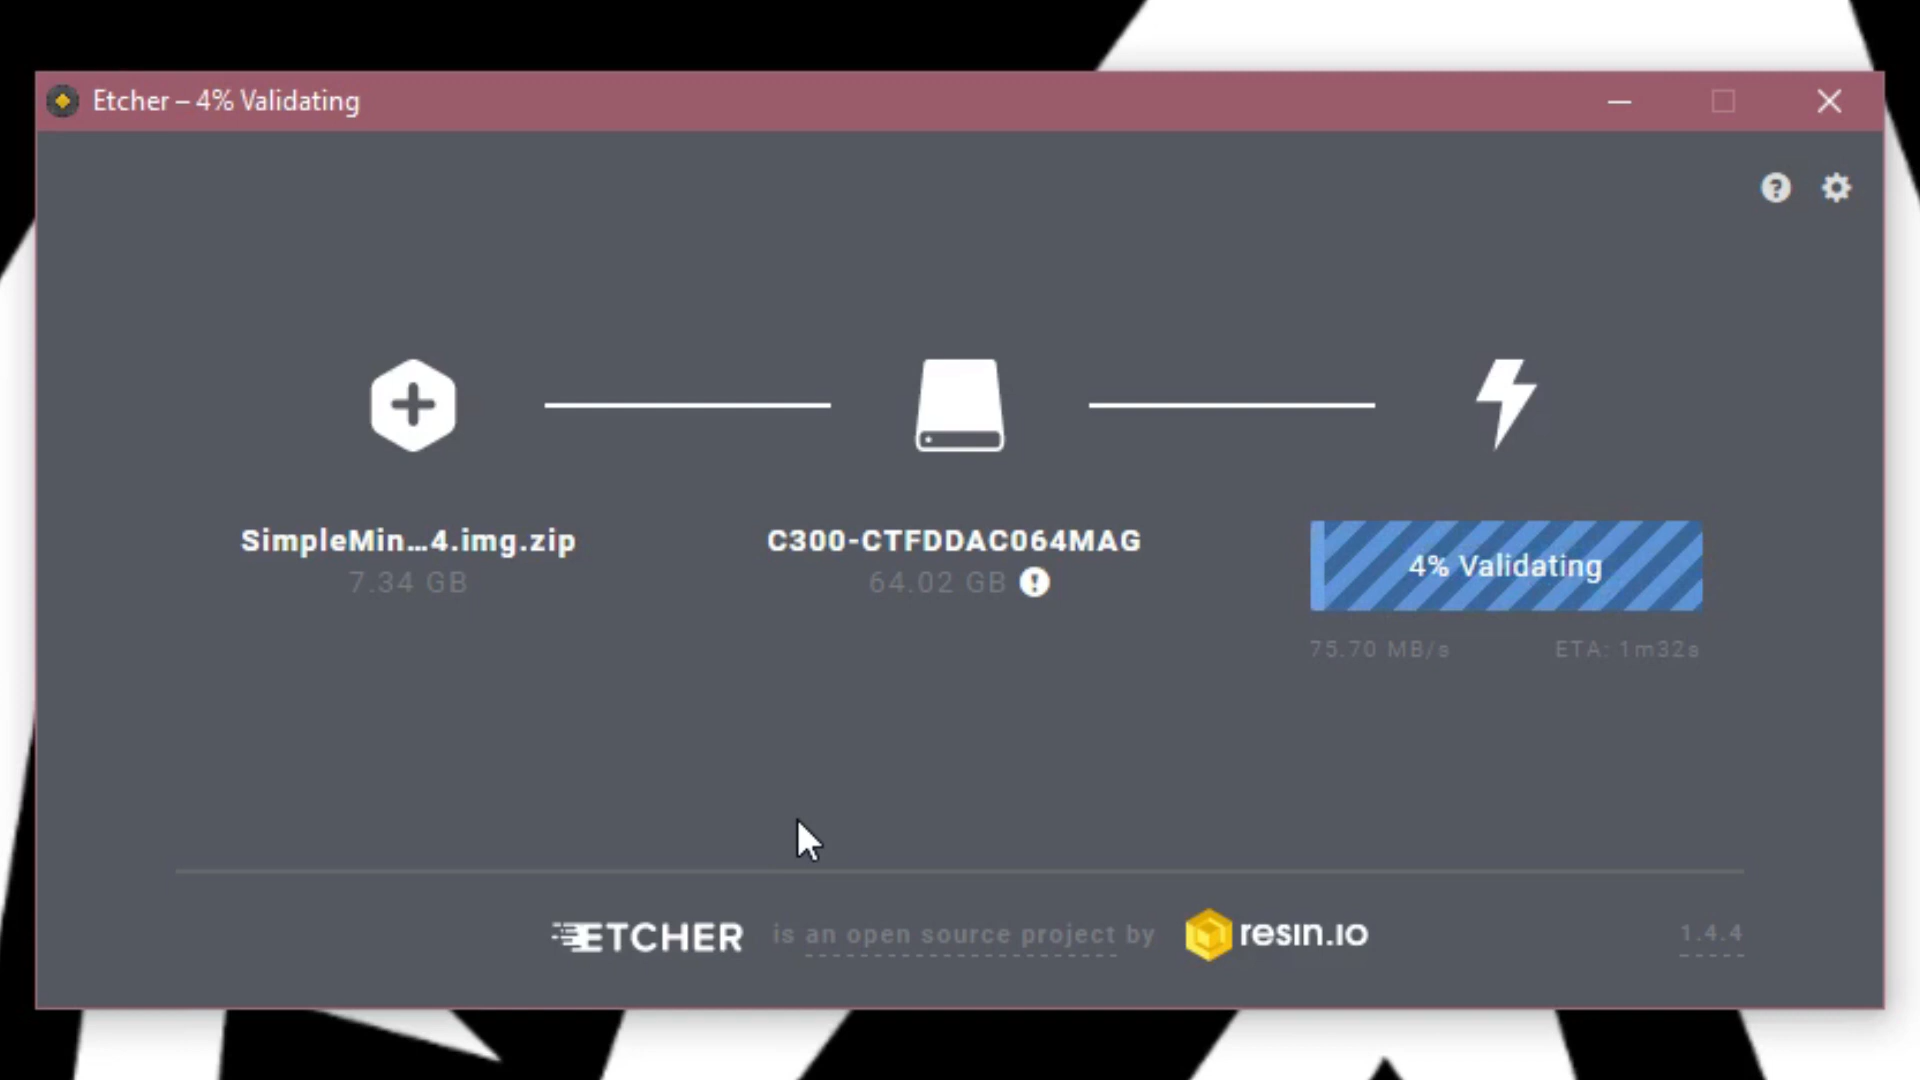 Etcher – 4% Validating
SimpleMin...4.img.zip
7.34 GB
C300-CTFDDAC064MAG
64.02 GB
4% Validating
75.70 MB/s
ETA: 1m32s
ETCHER is an open source project by resin.io
1.4.4